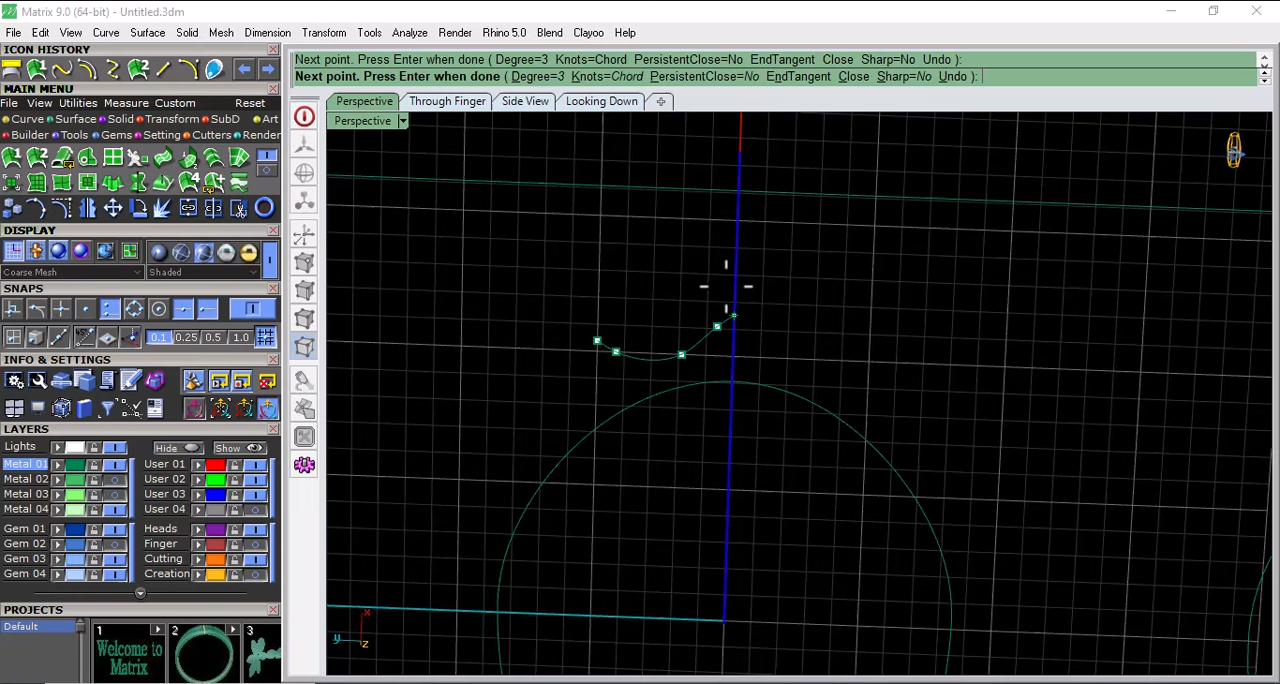 Matrix 9.0 (64-bit) - Untitled.3dm
File Edit View Curve Surface Solid Mesh Dimension Transform Tools Analyze Render Rhino 5.0 Blend Clayoo Help
ICON HISTORY
MAIN MENU
File View Utilities Measure Custom Reset
Curve Surface Solid Transform SubD Art
Builder Tools Gems Setting Cutters Render
DISPLAY
Coarse Mesh Shaded
SNAPS
0.1 0.25 0.5 1.0
INFO & SETTINGS
LAYERS
Lights Hide Show
Metal 01 User 01
Metal 02 User 02
Metal 03 User 03
Metal 04 User 04
Gem 01 Heads
Gem 02 Finger
Gem 03 Cutting
Gem 04 Creation
PROJECTS
Default
1 2 3
Welcome to
Matrix
Next point. Press Enter when done ( Degree=3 Knots=Chord PersistentClose=No EndTangent Close Sharp=No Undo ):
Next point. Press Enter when done ( Degree=3 Knots=Chord PersistentClose=No EndTangent Close Sharp=No Undo ):
Perspective Through Finger Side View Looking Down
Perspective
x
y
z